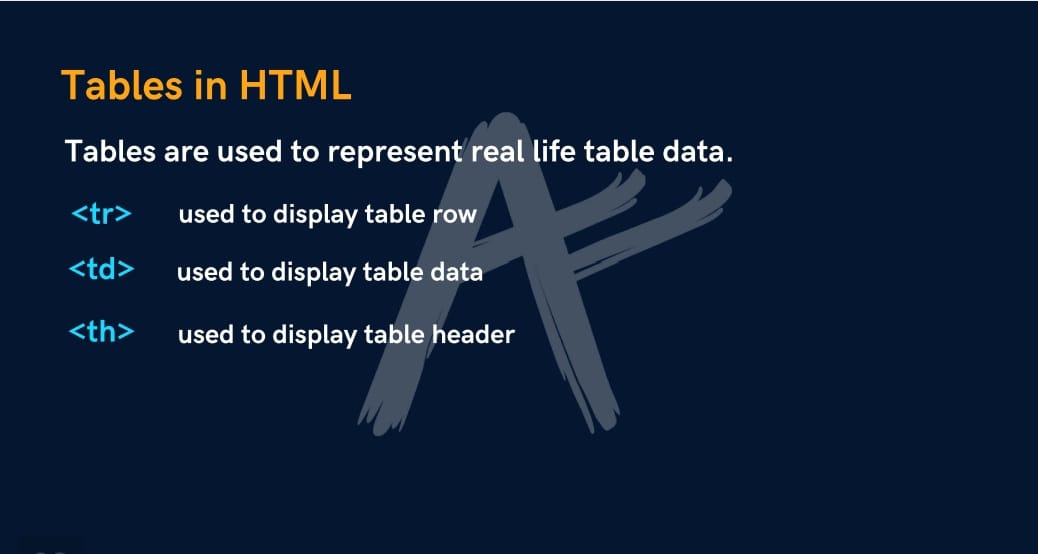 Tables in HTML
Tables are used to represent real life table data.
<tr> used to display table row
<td> used to display table data
<th> used to display table header